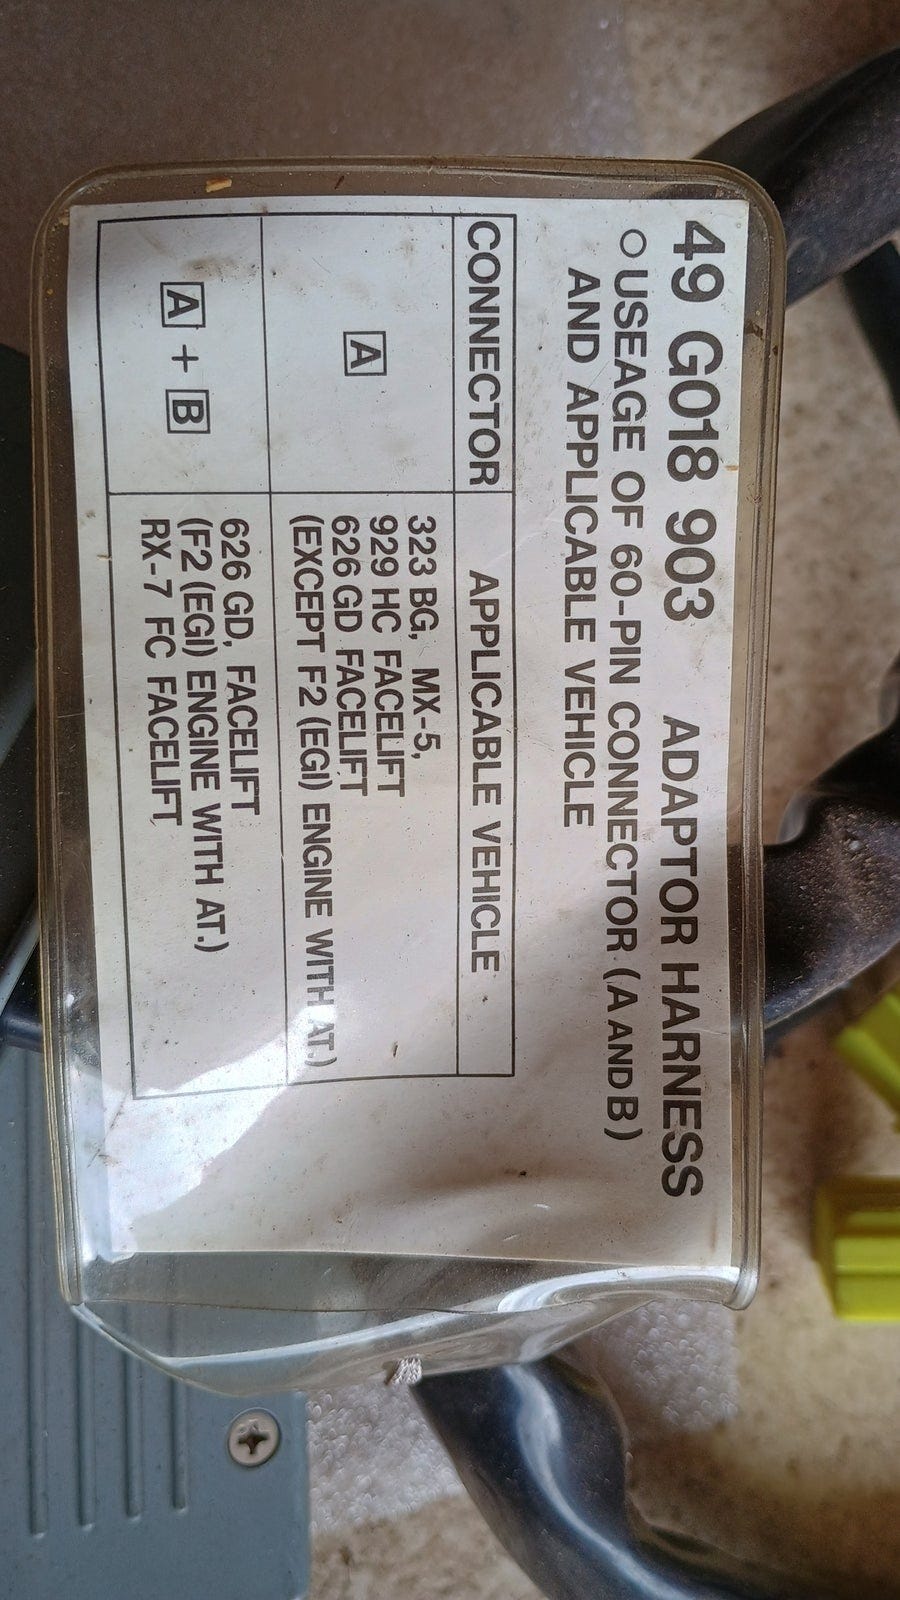 49 G018 903 ADAPTOR HARNESS
○ USEAGE OF 60-PIN CONNECTOR (A AND B)
AND APPLICABLE VEHICLE
CONNECTOR APPLICABLE VEHICLE
A
323 BG, MX-5,
929 HC FACELIFT
626 GD FACELIFT
(EXCEPT F2 (EGI) ENGINE WITH AT.)
A + B
626 GD, FACELIFT
(F2 (EGI) ENGINE WITH AT.)
RX-7 FC FACELIFT